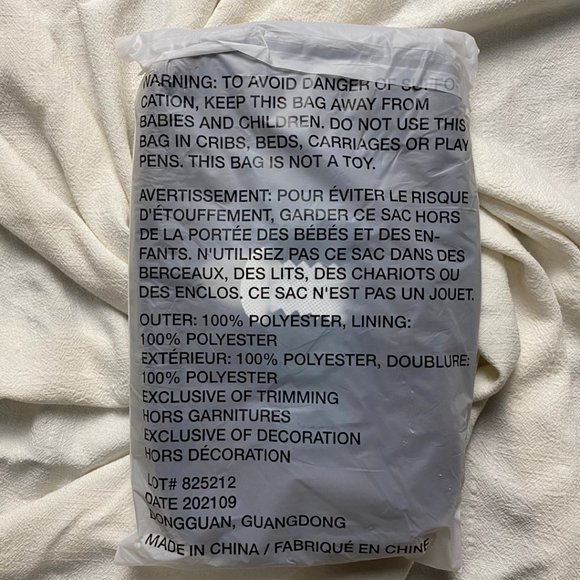 WARNING: TO AVOID DANGER OF SUFFO
CATION, KEEP THIS BAG AWAY FROM
BABIES AND CHILDREN. DO NOT USE THIS
BAG IN CRIBS, BEDS, CARRIAGES OR PLAY
PENS. THIS BAG IS NOT A TOY.
AVERTISSEMENT: POUR ÉVITER LE RISQUE
D'ÉTOUFFEMENT, GARDER CE SAC HORS
DE LA PORTÉE DES BÉBÉS ET DES EN-
FANTS. N'UTILISEZ PAS CE SAC DANS DES
BERCEAUX, DES LITS, DES CHARIOTS OU
DES ENCLOS. CE SAC N'EST PAS UN JOUET.
OUTER: 100% POLYESTER, LINING:
100% POLYESTER
EXTÉRIEUR: 100% POLYESTER, DOUBLURE:
100% POLYESTER
EXCLUSIVE OF TRIMMING
HORS GARNITURES
EXCLUSIVE OF DECORATION
HORS DÉCORATION
LOT# 825212
DATE 202109
DONGGUAN, GUANGDONG
MADE IN CHINA / FABRIQUÉ EN CHINE